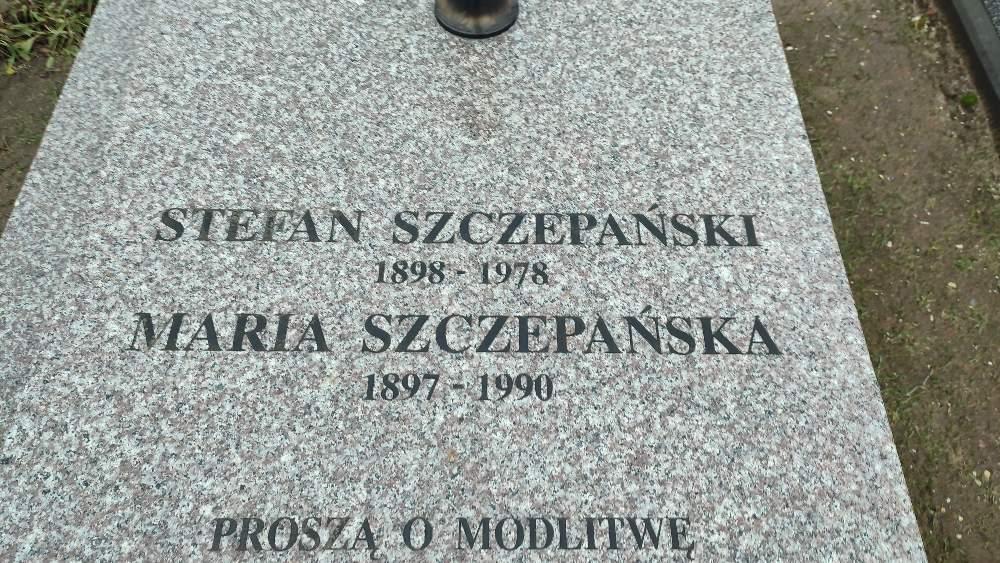 STEFAN SZCZEPAŃSKI
1898 - 1978
MARIA SZCZEPAŃSKA
1897 - 1990
PROSZĄ O MODLITWĘ